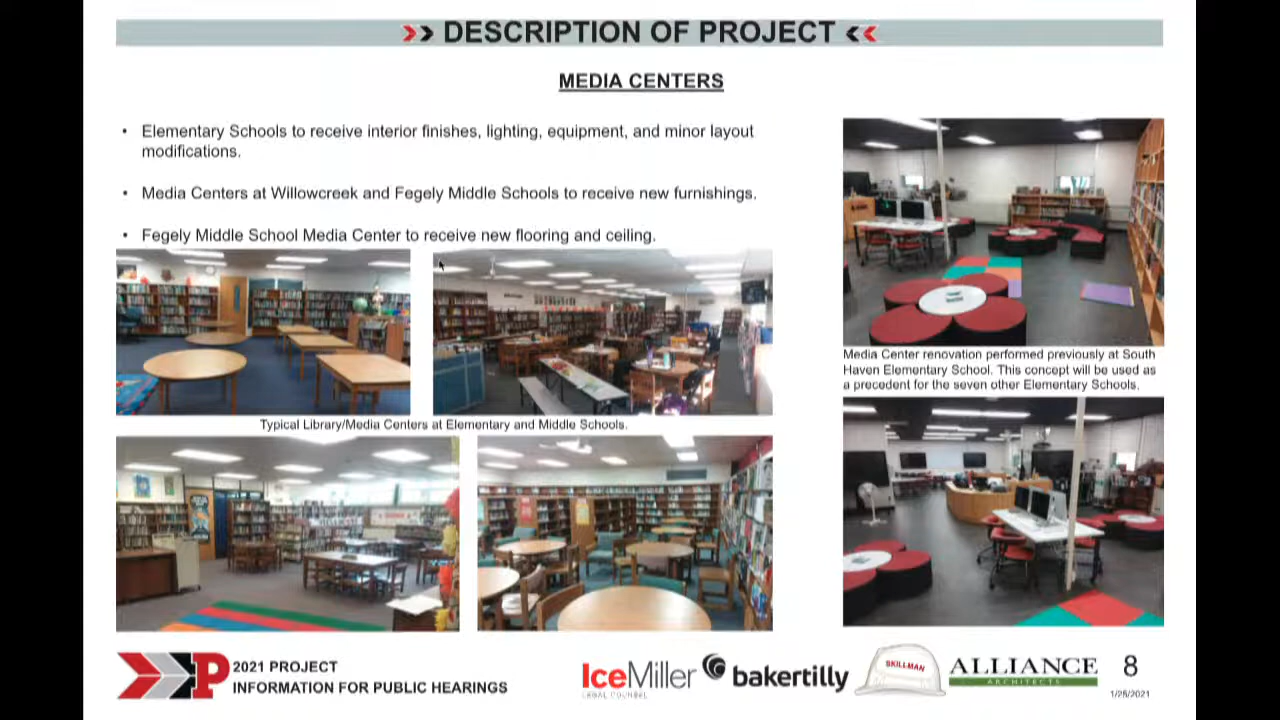 DESCRIPTION OF PROJECT
MEDIA CENTERS
• Elementary Schools to receive interior finishes, lighting, equipment, and minor layout
modifications.
• Media Centers at Willowcreek and Fegely Middle Schools to receive new furnishings.
• Fegely Middle School Media Center to receive new flooring and ceiling.
Typical Library/Media Centers at Elementary and Middle Schools.
Media Center renovation performed previously at South
Haven Elementary School. This concept will be used as
a precedent for the seven other Elementary Schools.
P
2021 PROJECT
INFORMATION FOR PUBLIC HEARINGS
IceMiller
LEGAL COUNSEL
bakertilly
SKILLMAN
ALLIANCE
ARCHITECTS
8
1/28/2021